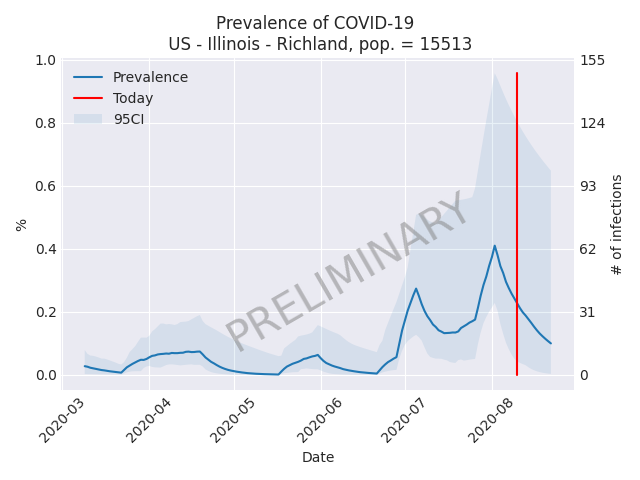 Prevalence of COVID-19
US - Illinois - Richland, pop. = 15513
Prevalence
Today
95CI
PRELIMINARY
%
1.0
0.8
0.6
0.4
0.2
0.0
155
124
93
62
31
0
# of infections
2020-03
2020-04
2020-05
2020-06
2020-07
2020-08
Date